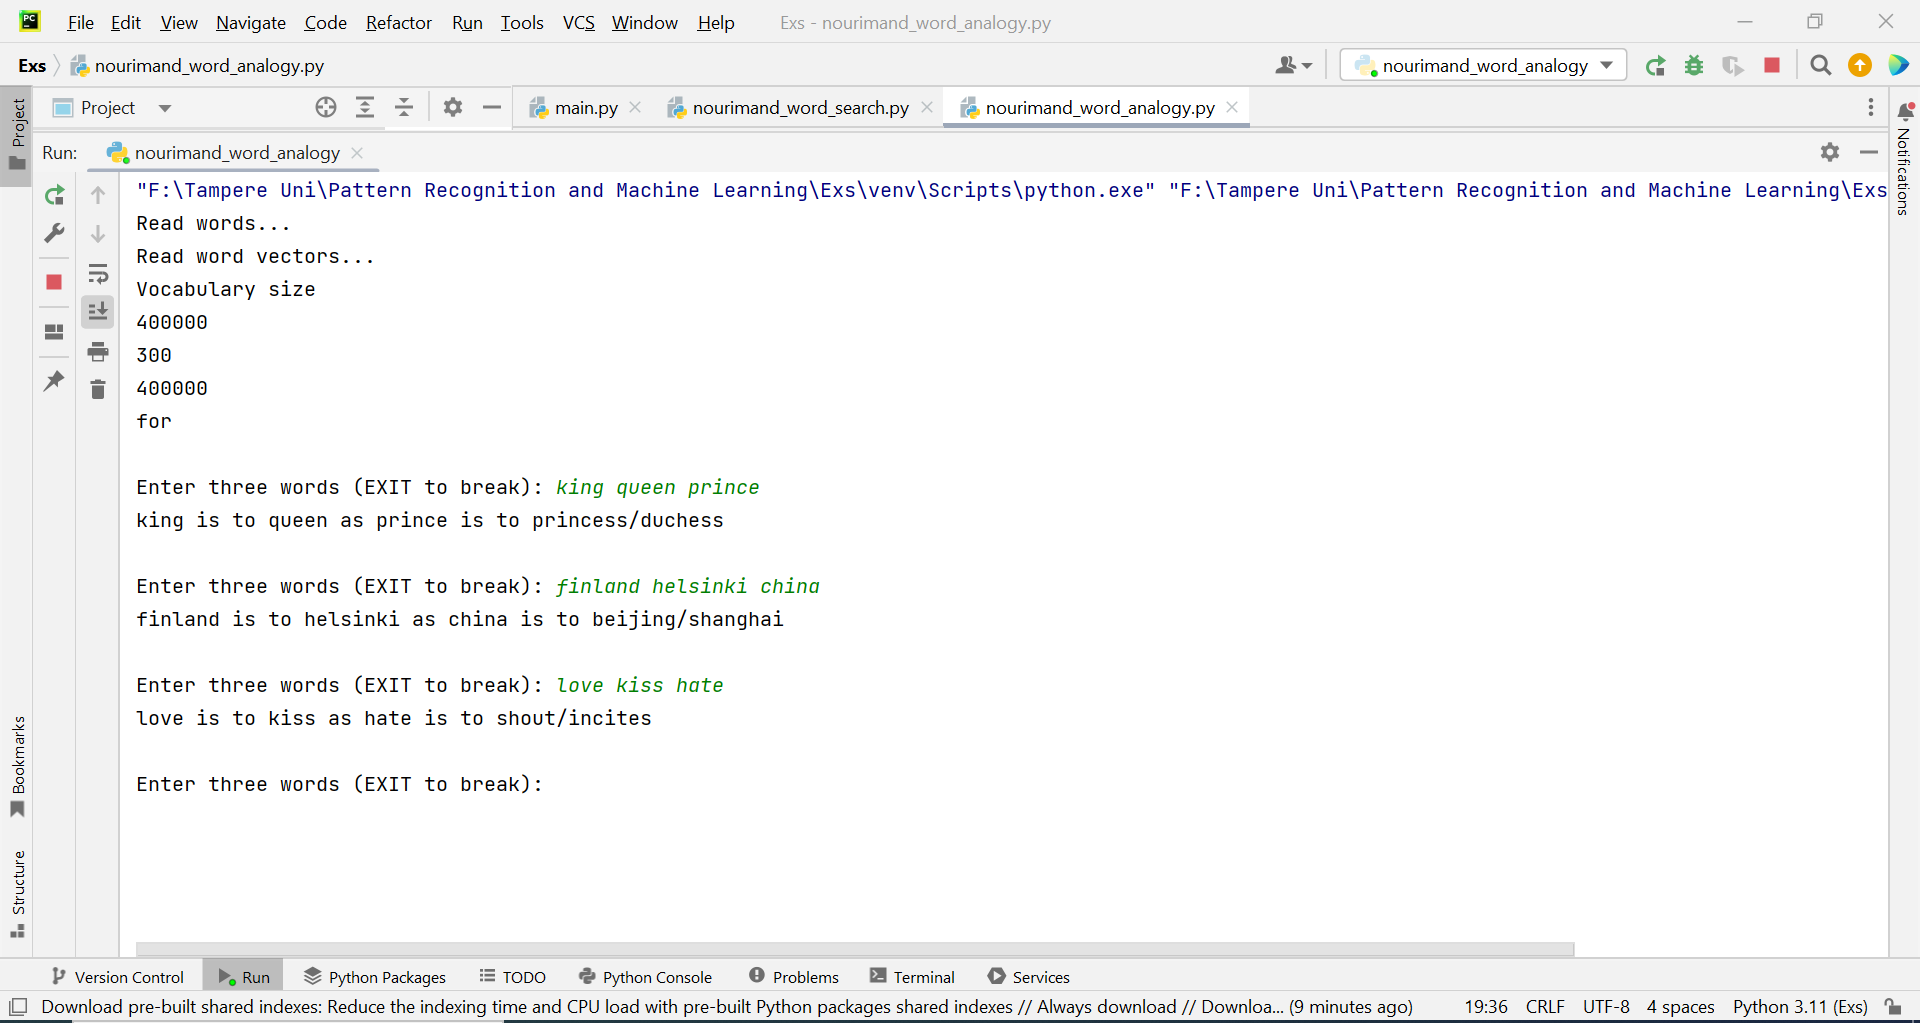 PC File Edit View Navigate Code Refactor Run Tools VCS Window Help Exs - nourimand_word_analogy.py
Exs nourimand_word_analogy.py nourimand_word_analogy
Project main.py nourimand_word_search.py nourimand_word_analogy.py
Run: nourimand_word_analogy
Project
Notifications
"F:\Tampere Uni\Pattern Recognition and Machine Learning\Exs\venv\Scripts\python.exe" "F:\Tampere Uni\Pattern Recognition and Machine Learning\Exs
Read words...
Read word vectors...
Vocabulary size
400000
300
400000
for
Enter three words (EXIT to break): king queen prince
king is to queen as prince is to princess/duchess
Enter three words (EXIT to break): finland helsinki china
finland is to helsinki as china is to beijing/shanghai
Enter three words (EXIT to break): love kiss hate
love is to kiss as hate is to shout/incites
Enter three words (EXIT to break):
Bookmarks
Structure
Version Control Run Python Packages TODO Python Console Problems Terminal Services
Download pre-built shared indexes: Reduce the indexing time and CPU load with pre-built Python packages shared indexes // Always download // Downloa... (9 minutes ago) 19:36 CRLF UTF-8 4 spaces Python 3.11 (Exs)